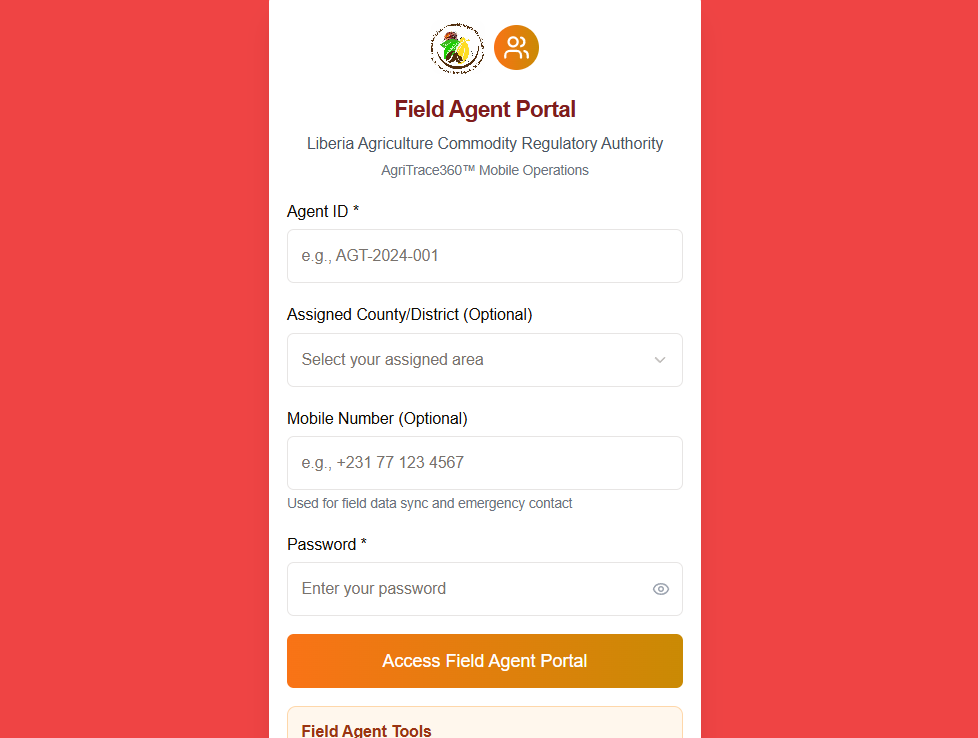 Field Agent Portal
Liberia Agriculture Commodity Regulatory Authority
AgriTrace360™ Mobile Operations
Agent ID *
e.g., AGT-2024-001
Assigned County/District (Optional)
Select your assigned area
Mobile Number (Optional)
e.g., +231 77 123 4567
Used for field data sync and emergency contact
Password *
Enter your password
Access Field Agent Portal
Field Agent Tools